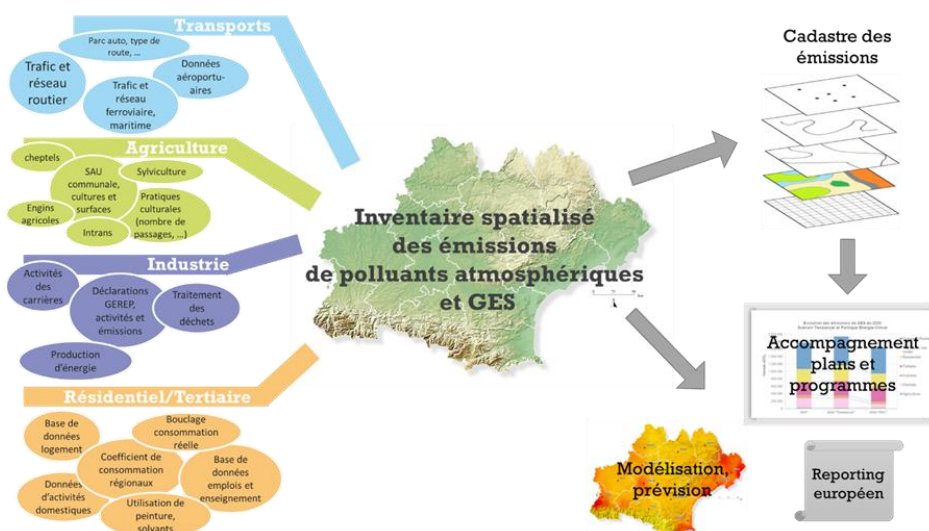 Transports
Parc auto, type de
route, ...
Trafic et
réseau
routier
Données
aéroportu-
aires
Trafic et
réseau
ferroviaire,
maritime
Agriculture
cheptels
SAU
communale,
cultures et
surfaces
Sylviculture
Engins
agricoles
Pratiques
culturales
(nombre de
passages, ...)
Intrans
Industrie
Activités
des
carrières
Déclarations
GEREP,
activités et
émissions
Traitement
des
déchets
Production
d'énergie
Résidentiel/Tertiaire
Base de
données
logement
Bouclage
consommation
réelle
Coefficient de
consommation
régionaux
Base de
données
emplois et
enseignement
Données
d'activités
domestiques
Utilisation de
peinture,
solvants
Inventaire spatialisé
des émissions
de polluants atmosphériques
et GES
Cadastre des
émissions
Accompagnement
plans et
programmes
Modélisation,
prévision
Reporting
européen